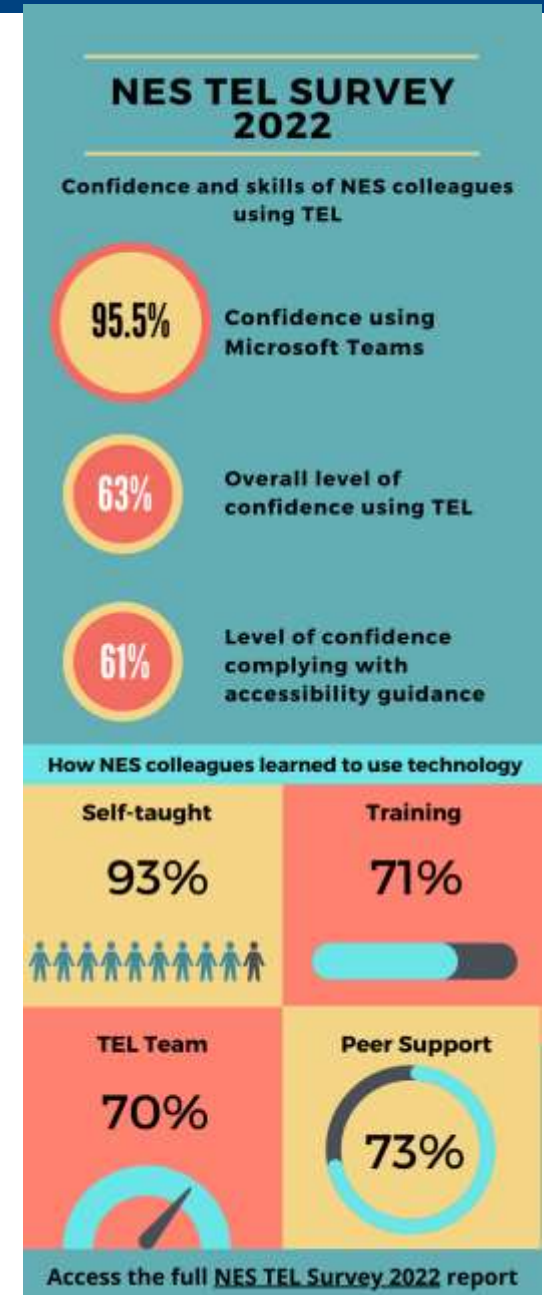 NES TEL SURVEY
2022
Confidence and skills of NES colleagues
using TEL
95.5%
Confidence using
Microsoft Teams
63%
Overall level of
confidence using TEL
61%
Level of confidence
complying with
accessibility guidance
How NES colleagues learned to use technology
Self-taught
93%
Training
71%
TEL Team
70%
Peer Support
73%
Access the full NES TEL Survey 2022 report